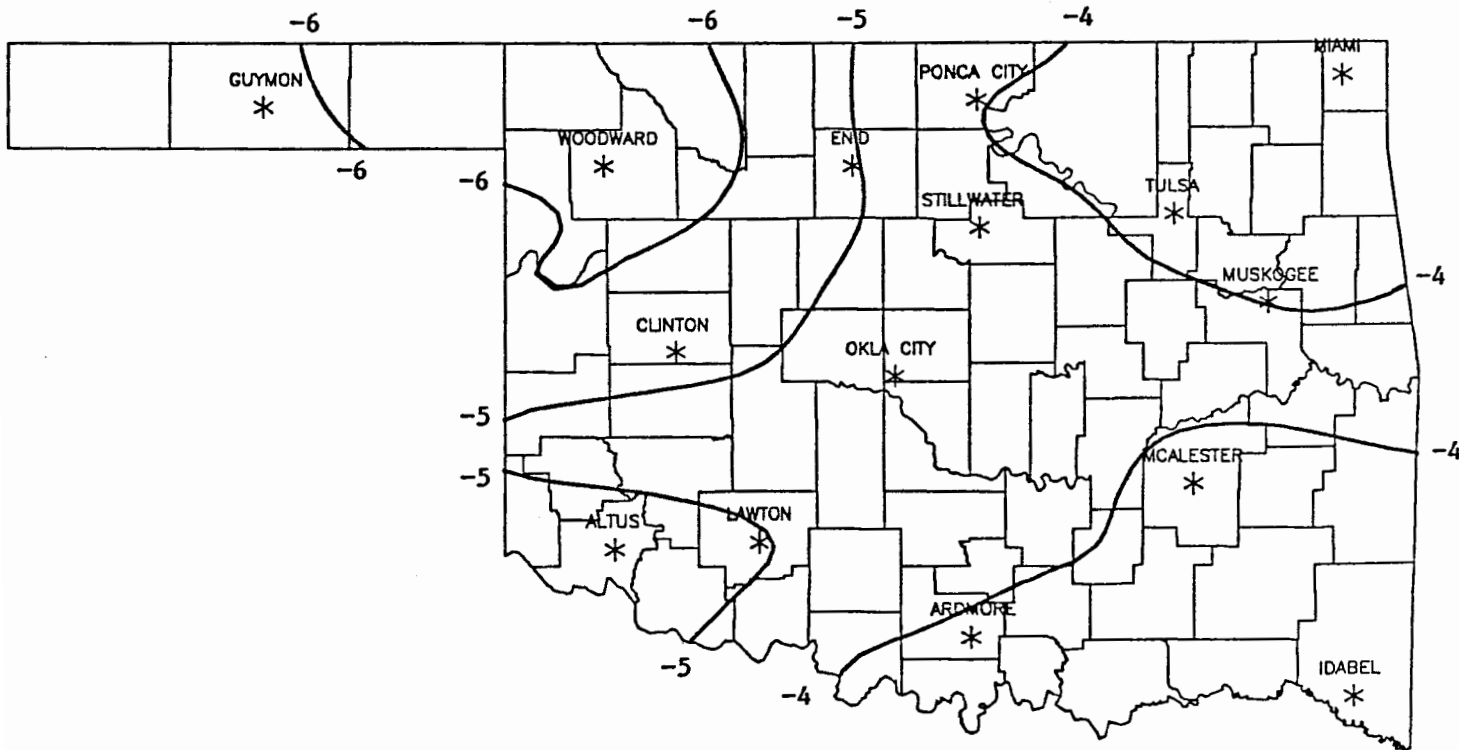 -6
-6
-5
-4
MIAMI
GUYMON
PONCA CITY
WOODWARD
ENID
-6
-6
TULSA
STILLWATER
MUSKOGEE
-4
CLINTON
OKLA CITY
-5
-4
MCALESTER
-5
ALTUS
LAWTON
ARDMORE
-5
IDABEL
-4